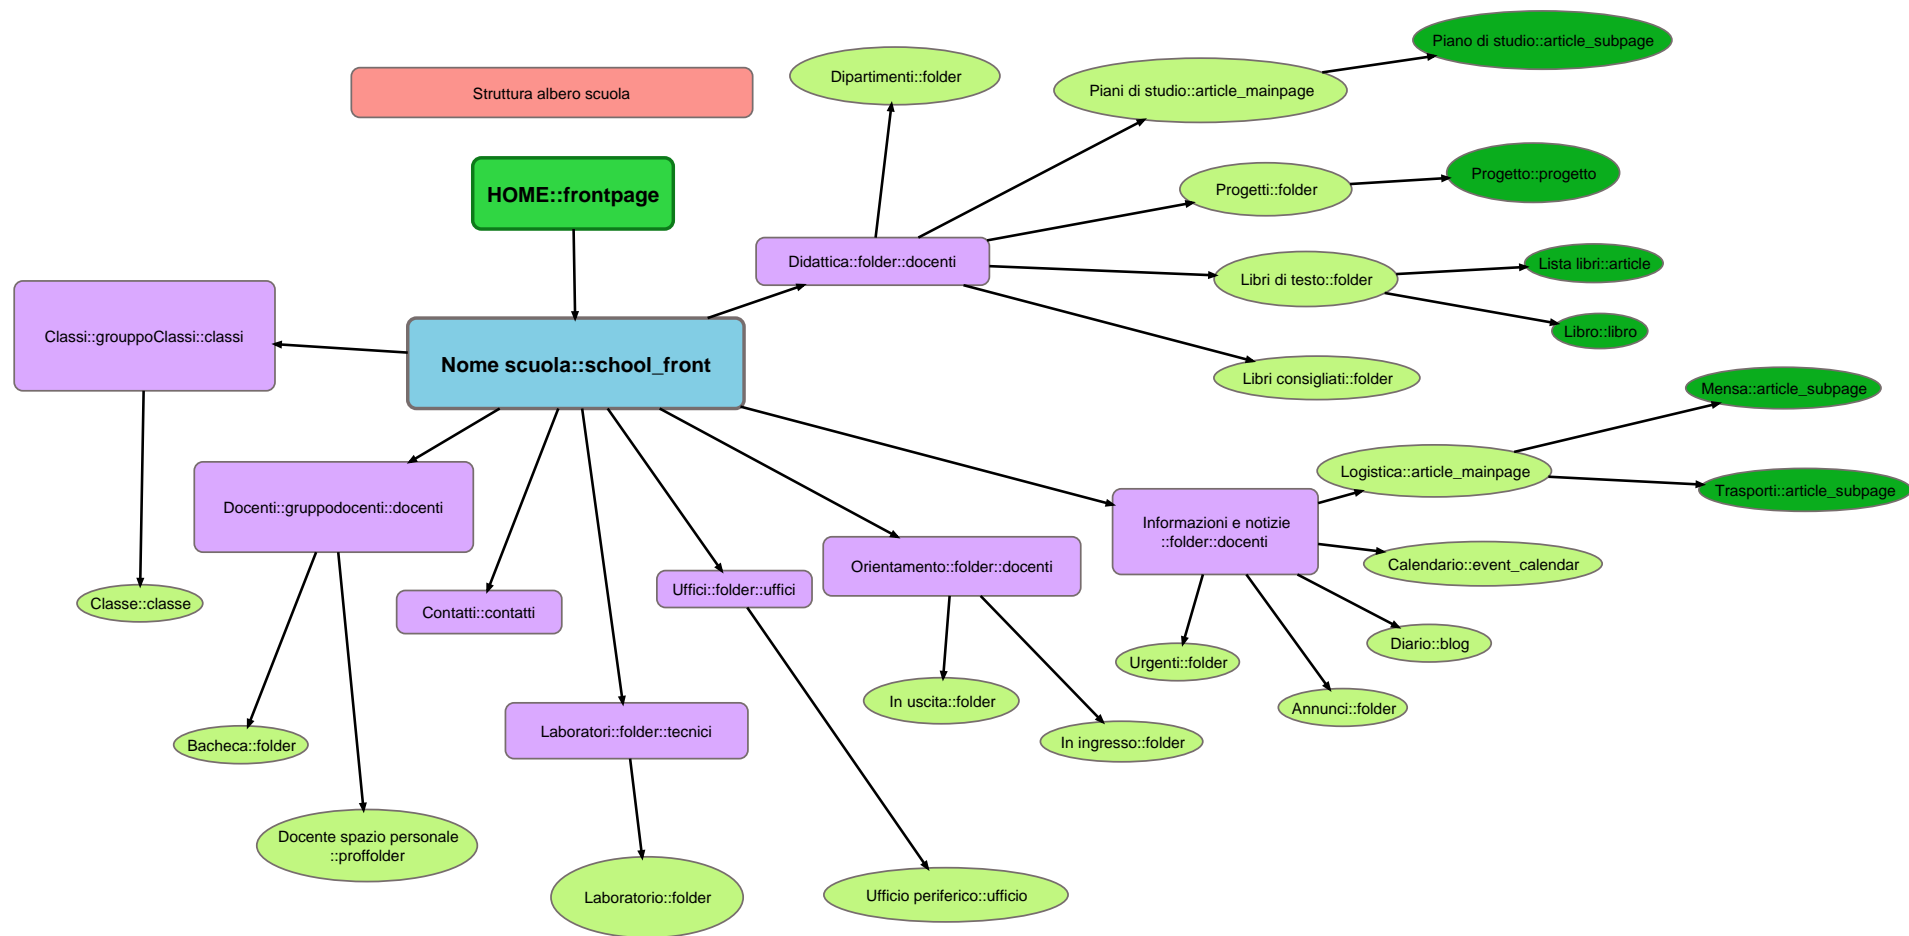 Struttura albero scuola
HOME::frontpage
Nome scuola::school_front
Dipartimenti::folder
Piani di studio::article_mainpage
Piano di studio::article_subpage
Progetti::folder
Progetto::progetto
Didattica::folder::docenti
Libri di testo::folder
Lista libri::article
Libro::libro
Libri consigliati::folder
Classi::grouppoClassi::classi
Classe::classe
Docenti::gruppodocenti::docenti
Bacheca::folder
Docente spazio personale
::proffolder
Contatti::contatti
Laboratori::folder::tecnici
Laboratorio::folder
Uffici::folder::uffici
Ufficio periferico::ufficio
Orientamento::folder::docenti
In uscita::folder
In ingresso::folder
Informazioni e notizie
::folder::docenti
Logistica::article_mainpage
Mensa::article_subpage
Trasporti::article_subpage
Calendario::event_calendar
Diario::blog
Annunci::folder
Urgenti::folder